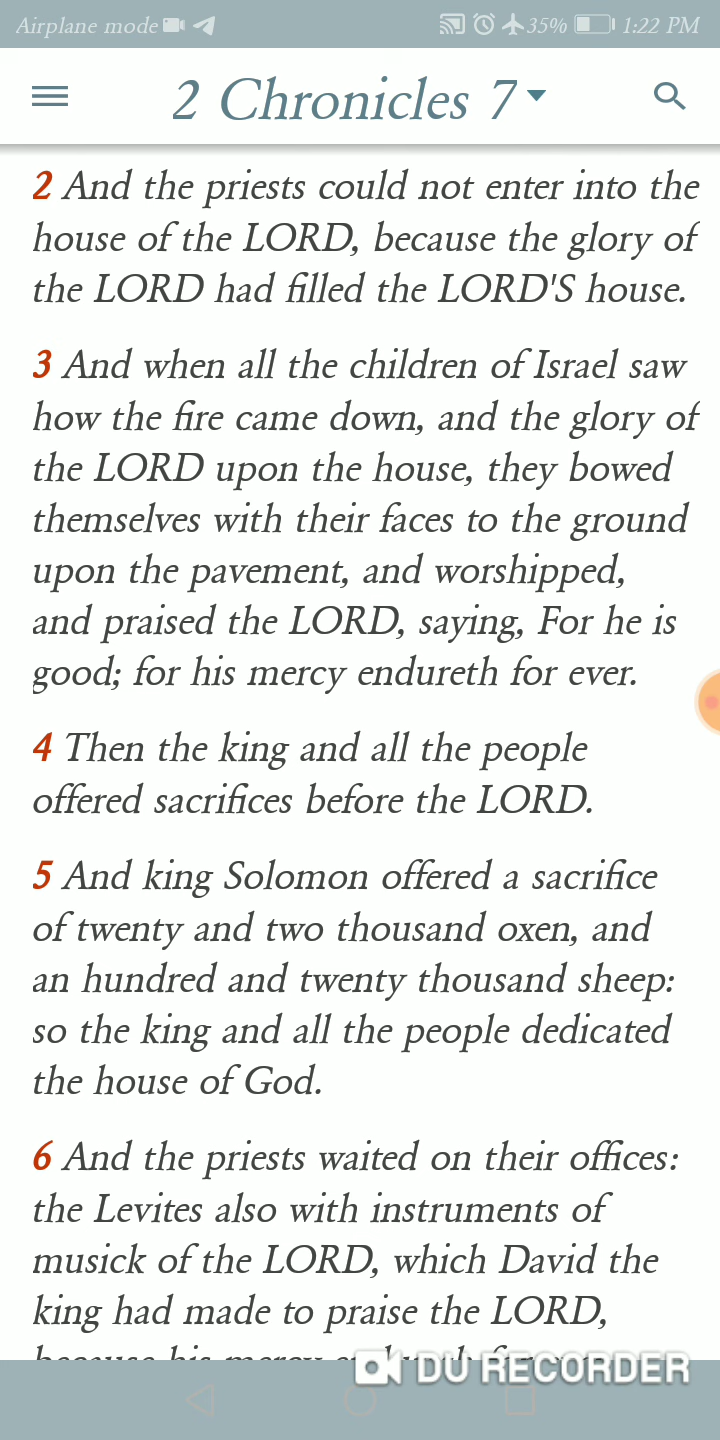 Airplane mode 35% 1:22 PM
2 Chronicles 7
2 And the priests could not enter into the
house of the LORD, because the glory of
the LORD had filled the LORD'S house.
3 And when all the children of Israel saw
how the fire came down, and the glory of
the LORD upon the house, they bowed
themselves with their faces to the ground
upon the pavement, and worshipped,
and praised the LORD, saying, For he is
good; for his mercy endureth for ever.
4 Then the king and all the people
offered sacrifices before the LORD.
5 And king Solomon offered a sacrifice
of twenty and two thousand oxen, and
an hundred and twenty thousand sheep:
so the king and all the people dedicated
the house of God.
6 And the priests waited on their offices:
the Levites also with instruments of
musick of the LORD, which David the
king had made to praise the LORD,
because his mercy
DU RECORDER